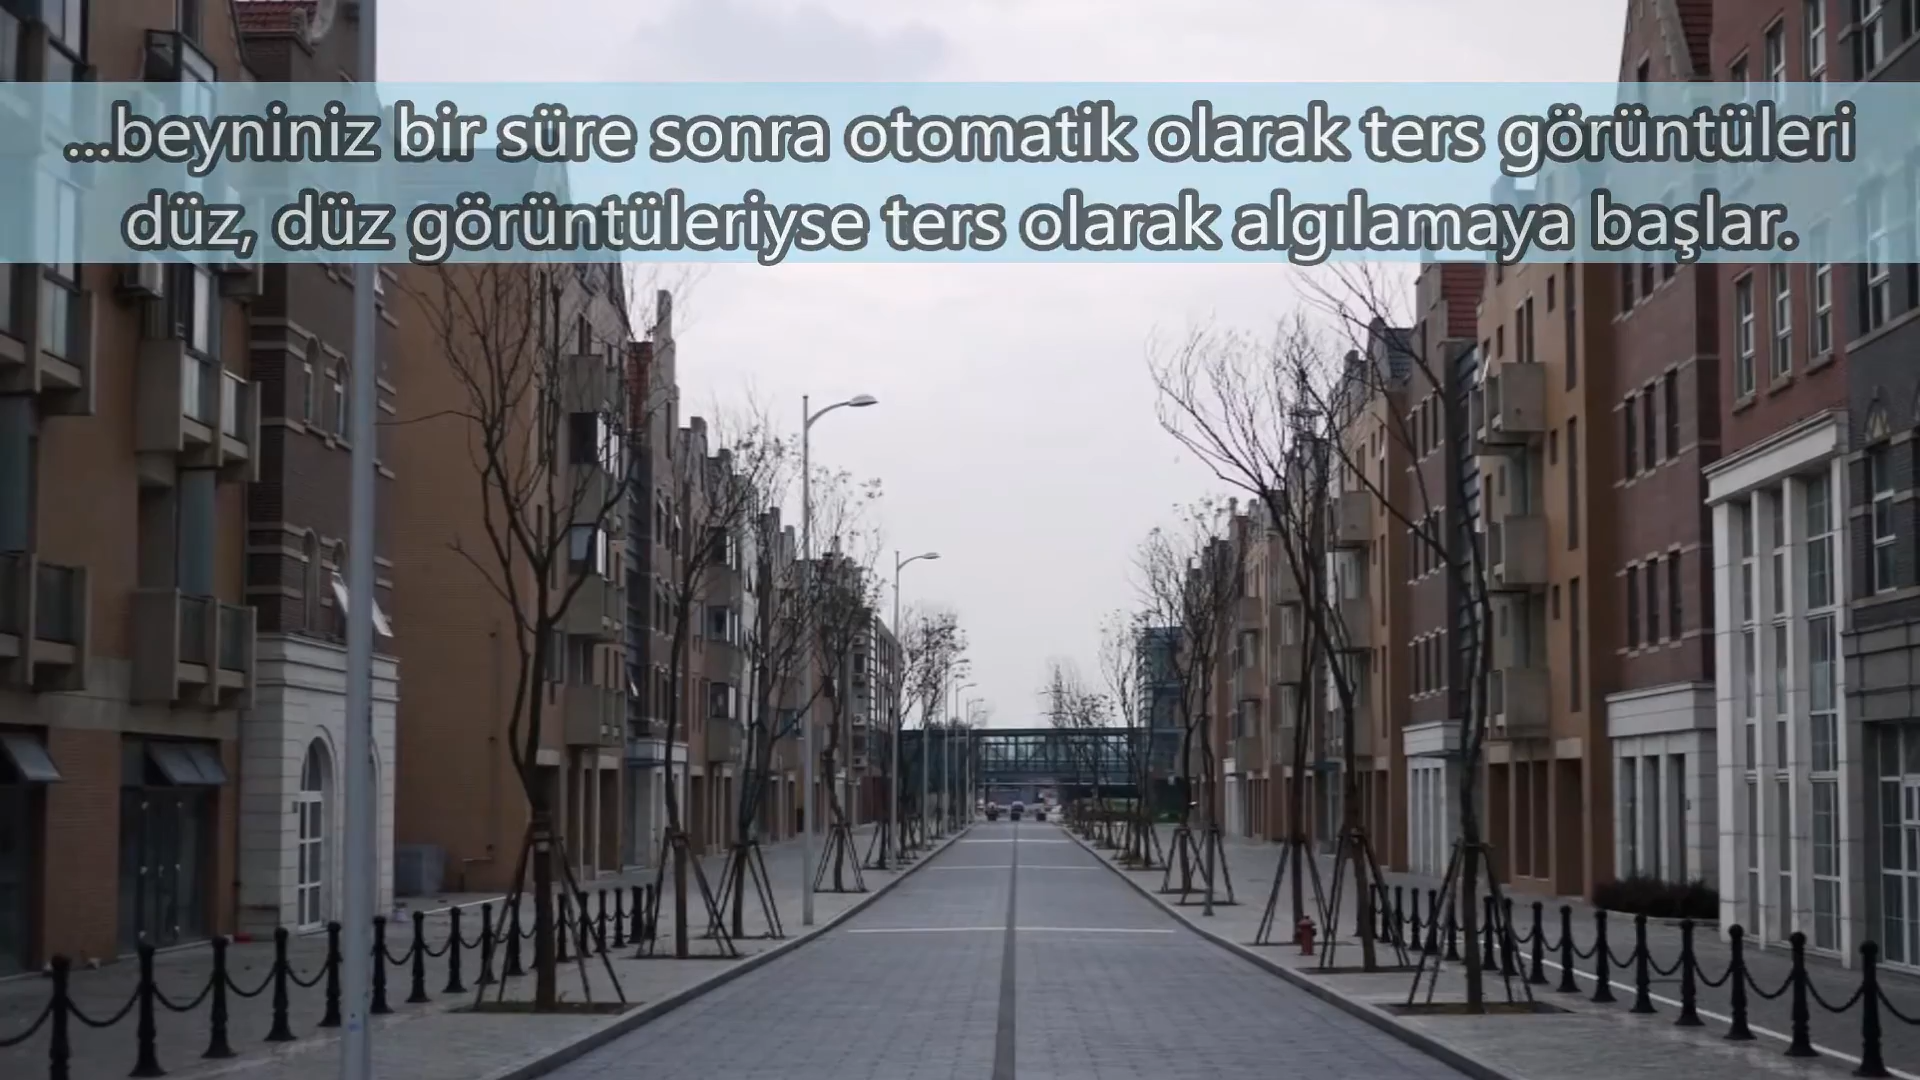 ...beyniniz bir süre sonra otomatik olarak ters görüntüleri
düz, düz görüntüleriyse ters olarak algılamaya başlar.